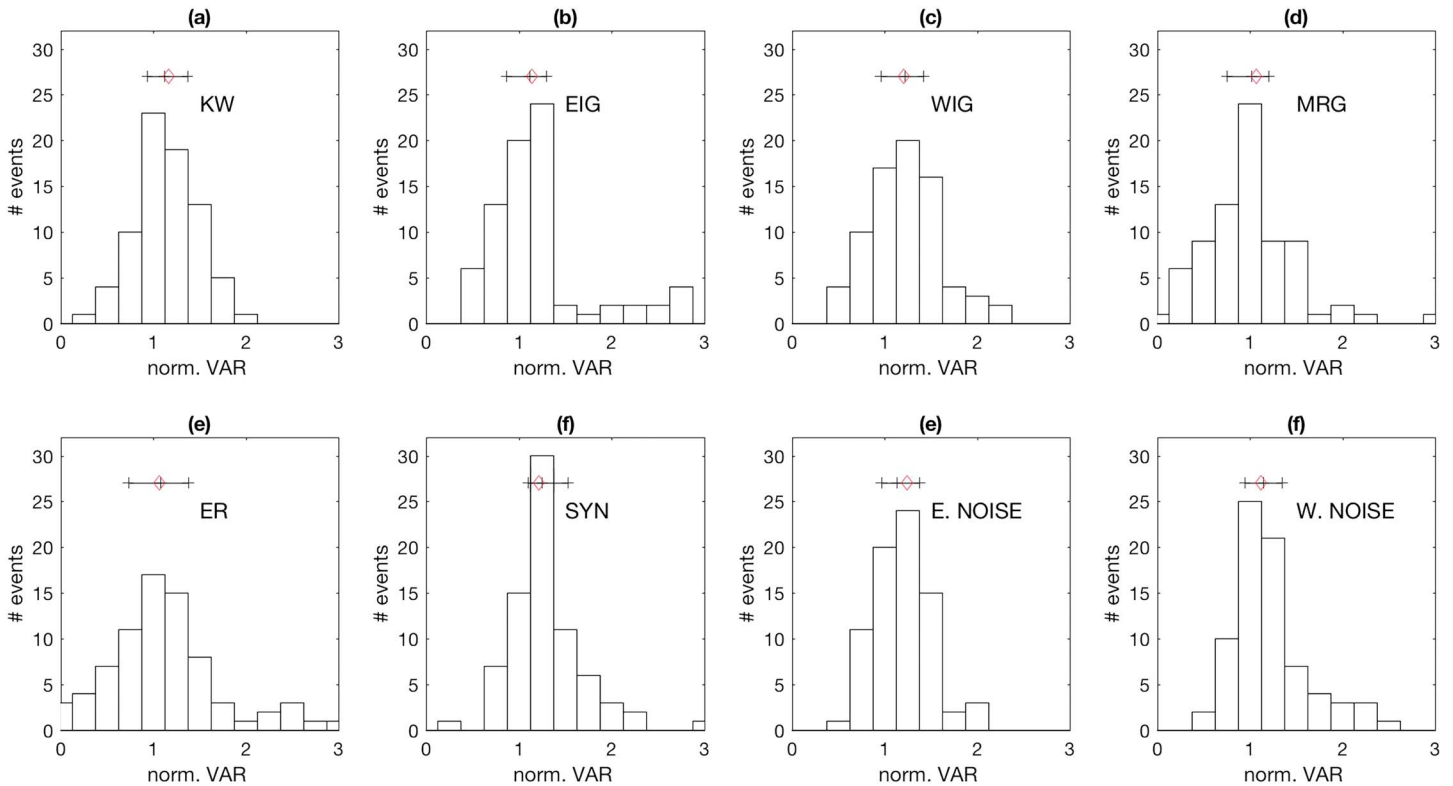 (a) (b) (c) (d)
30 30 30 30
25 25 25 25
KW EIG WIG MRG
20 20 20 20
15 15 15 15
10 10 10 10
5 5 5 5
0 0 0 0
# events # events # events # events
0 1 2 3 0 1 2 3 0 1 2 3 0 1 2 3
norm. VAR norm. VAR norm. VAR norm. VAR
(e) (f) (e) (f)
30 30 30 30
25 25 25 25
ER SYN E. NOISE W. NOISE
20 20 20 20
15 15 15 15
10 10 10 10
5 5 5 5
0 0 0 0
# events # events # events # events
0 1 2 3 0 1 2 3 0 1 2 3 0 1 2 3
norm. VAR norm. VAR norm. VAR norm. VAR